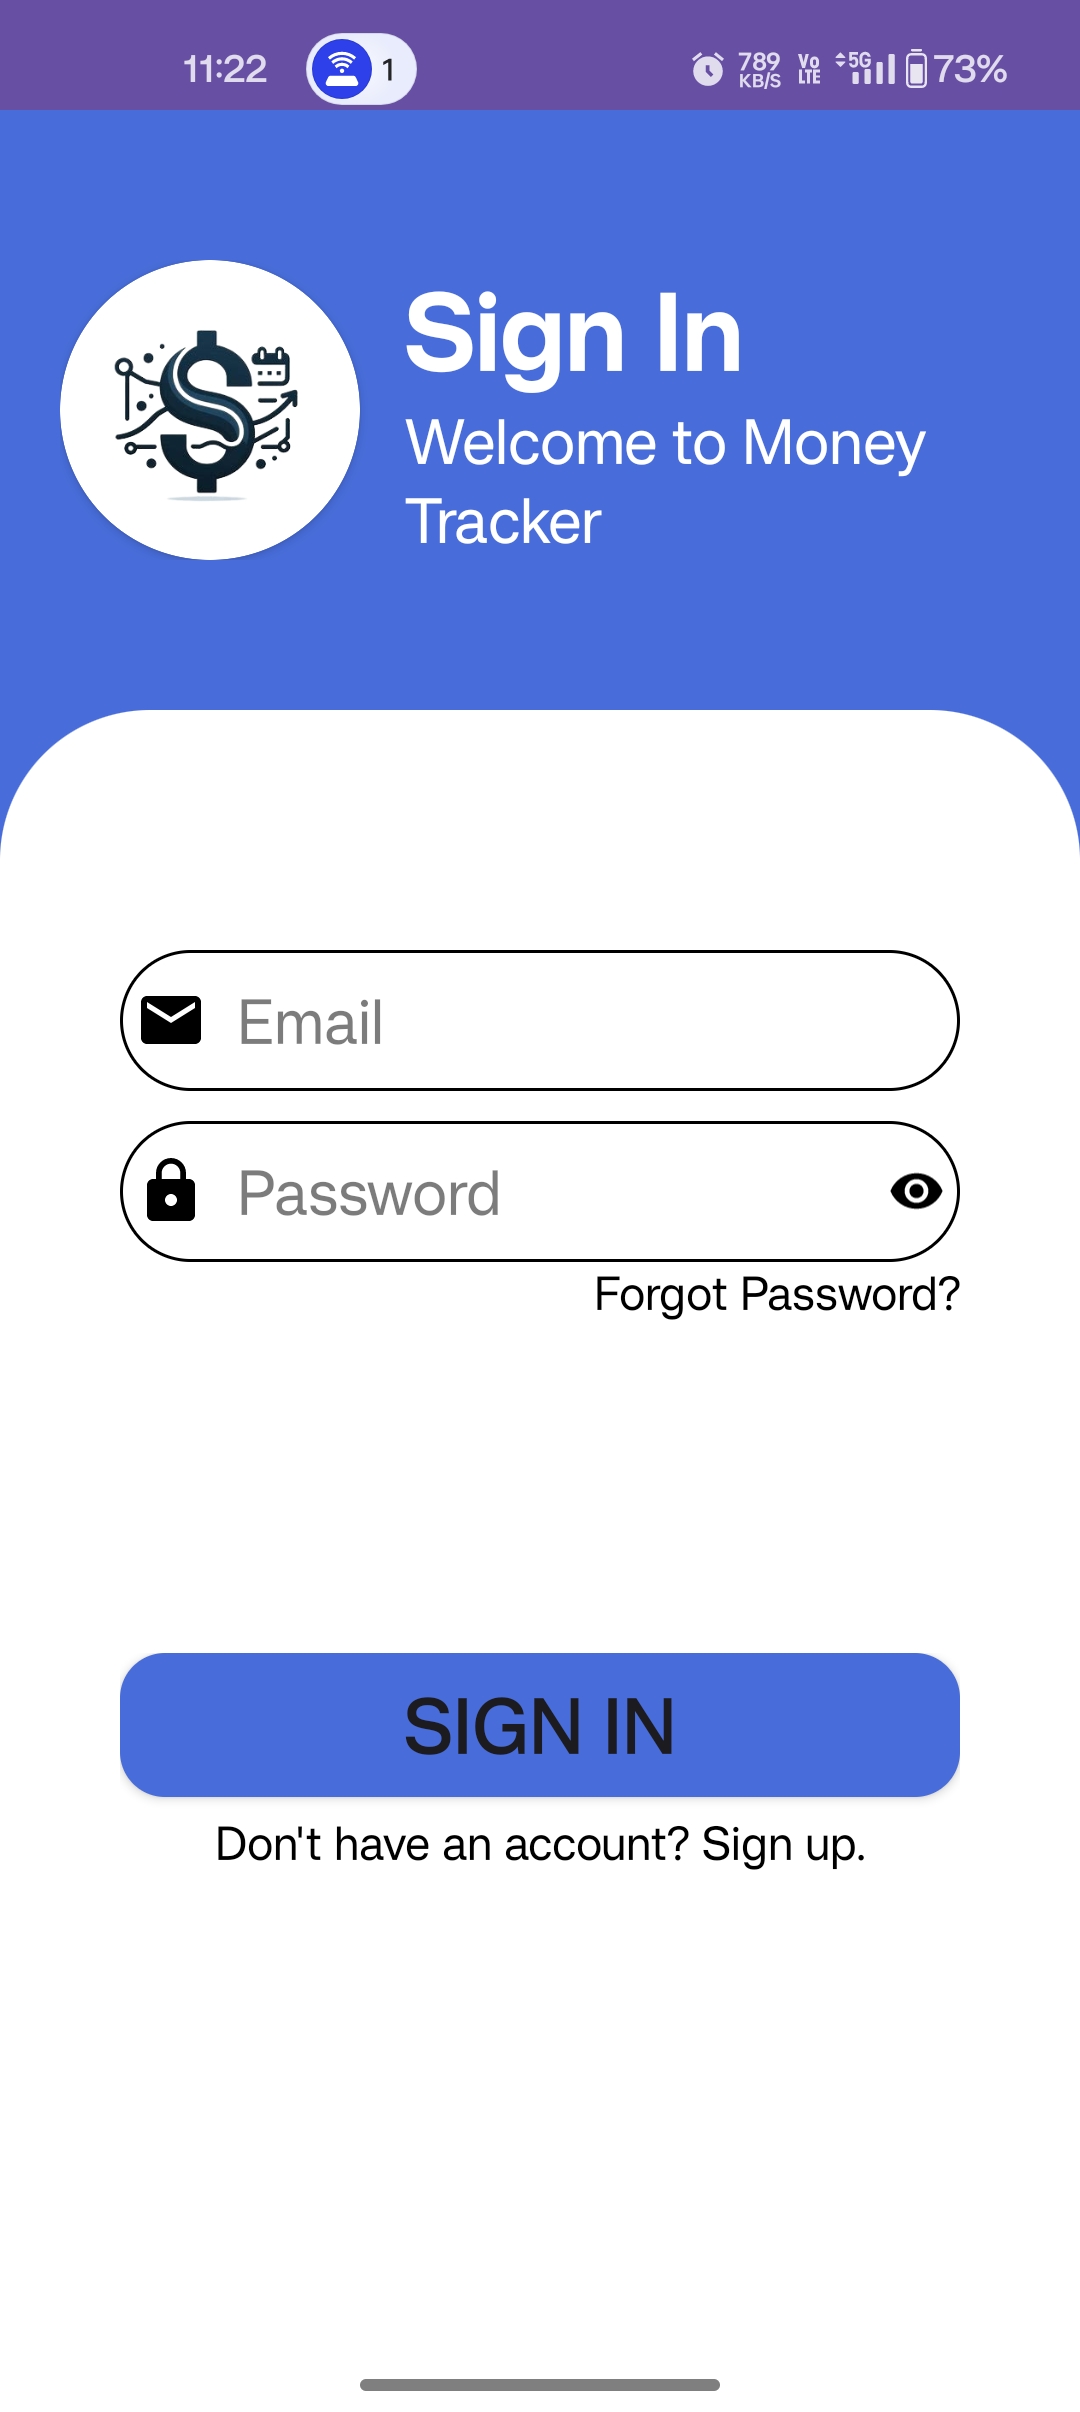 11:22
1
789
KB/S
Vo
LTE
5G
73%
Sign In
Welcome to Money
Tracker
Email
Password
Forgot Password?
SIGN IN
Don't have an account? Sign up.